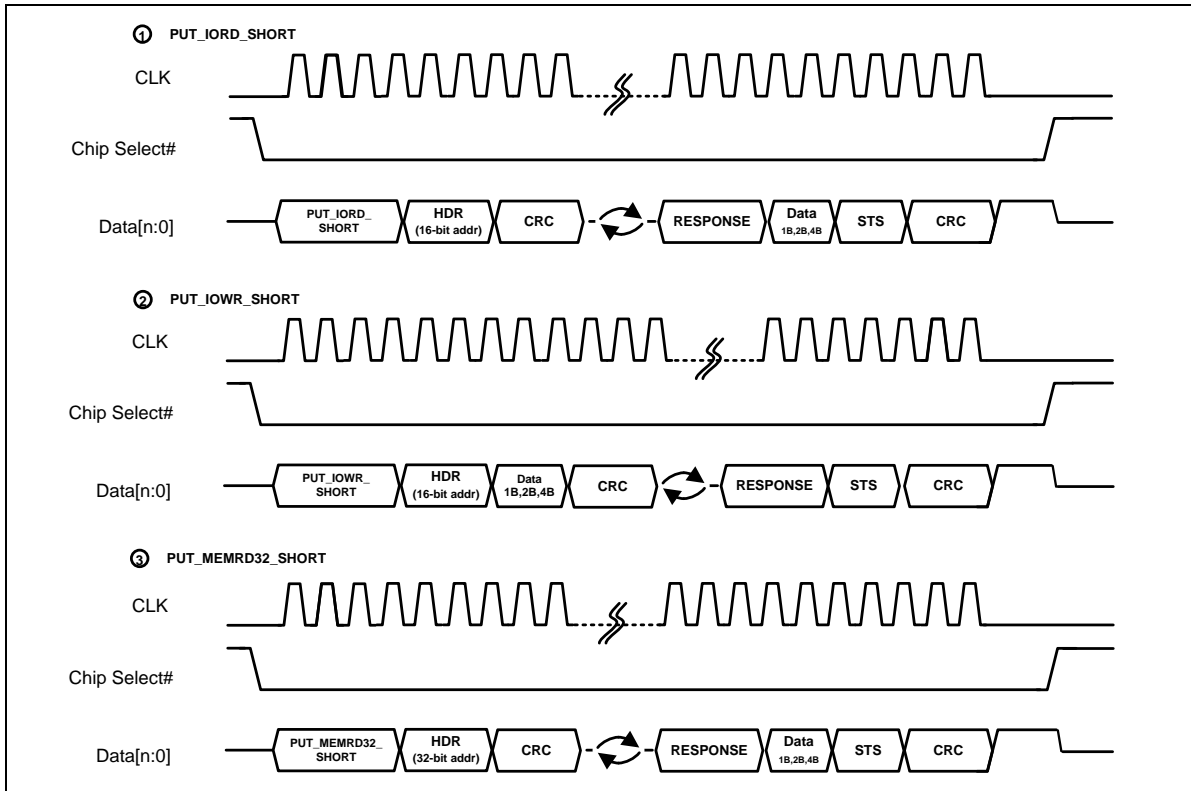 1 PUT_IORD_SHORT
CLK
Chip Select#
Data[n:0]
PUT_IORD_
SHORT
HDR
(16-bit addr)
CRC
RESPONSE
Data
1B,2B,4B
STS
CRC
2 PUT_IOWR_SHORT
CLK
Chip Select#
Data[n:0]
PUT_IOWR_
SHORT
HDR
(16-bit addr)
Data
1B,2B,4B
CRC
RESPONSE
STS
CRC
3 PUT_MEMRD32_SHORT
CLK
Chip Select#
Data[n:0]
PUT_MEMRD32_
SHORT
HDR
(32-bit addr)
CRC
RESPONSE
Data
1B,2B,4B
STS
CRC